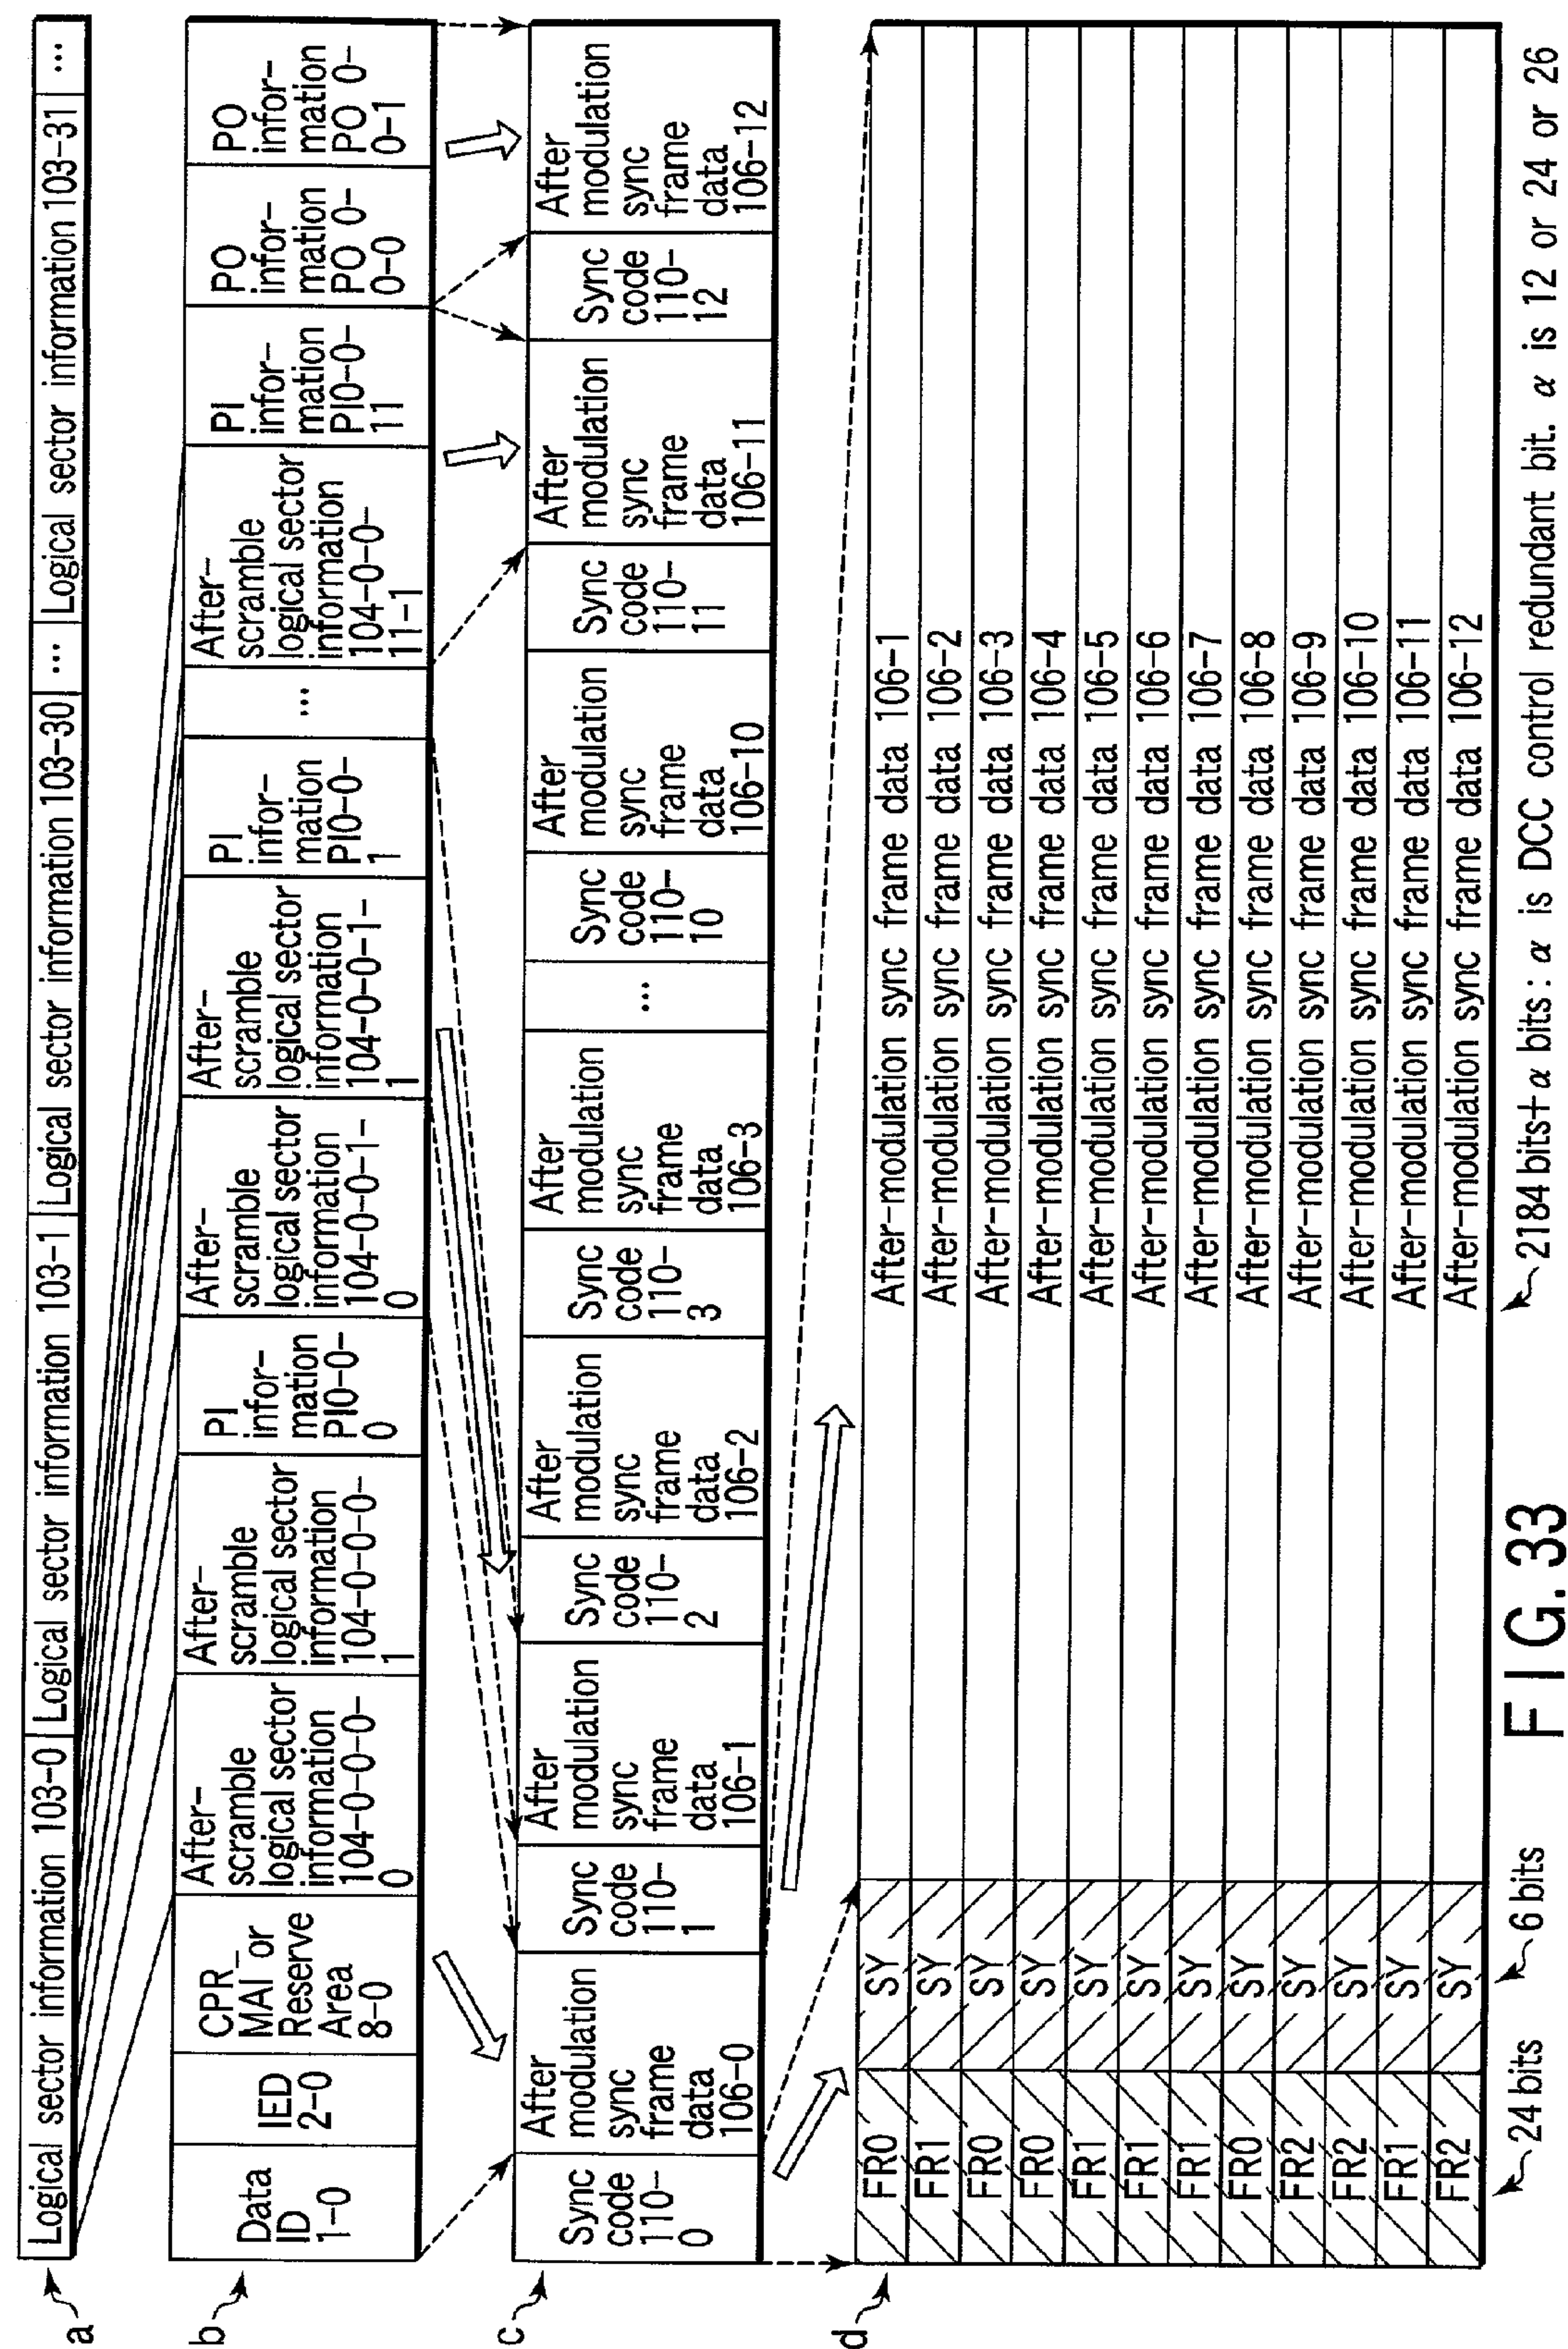 a
Logical sector information 103-0
Logical sector information 103-1
Logical sector information 103-30
...
Logical sector information 103-31
...
b
Data
ID
1-0
IED
2-0
CPR_
MAI or
Reserve
Area
8-0
After-
scramble
logical sector
information
104-0-0-0-
0
After-
scramble
logical sector
information
104-0-0-0-
1
PI
infor-
mation
PI0-0-
0
After-
scramble
logical sector
information
104-0-0-1-
0
After-
scramble
logical sector
information
104-0-0-1-
1
PI
infor-
mation
PI0-0-
1
...
After-
scramble
logical sector
information
104-0-0-
11-1
PI
infor-
mation
PI0-0-
11
PO
infor-
mation
PO 0-
0-0
PO
infor-
mation
PO 0-
0-1
c
Sync
code
110-
0
After
modulation
sync
frame
data
106-0
Sync
code
110-
1
After
modulation
sync
frame
data
106-1
Sync
code
110-
2
After
modulation
sync
frame
data
106-2
Sync
code
110-
3
After
modulation
sync
frame
data
106-3
...
Sync
code
110-
10
After
modulation
sync
frame
data
106-10
Sync
code
110-
11
After
modulation
sync
frame
data
106-11
Sync
code
110-
12
After
modulation
sync
frame
data
106-12
d
FR0 SY After-modulation sync frame data 106-1
FR1 SY After-modulation sync frame data 106-2
FR0 SY After-modulation sync frame data 106-3
FR0 SY After-modulation sync frame data 106-4
FR1 SY After-modulation sync frame data 106-5
FR1 SY After-modulation sync frame data 106-6
FR1 SY After-modulation sync frame data 106-7
FR0 SY After-modulation sync frame data 106-8
FR2 SY After-modulation sync frame data 106-9
FR2 SY After-modulation sync frame data 106-10
FR1 SY After-modulation sync frame data 106-11
FR2 SY After-modulation sync frame data 106-12
24 bits
6 bits
2184 bits+α bits : α is DCC control redundant bit. α is 12 or 24 or 26
FIG. 33